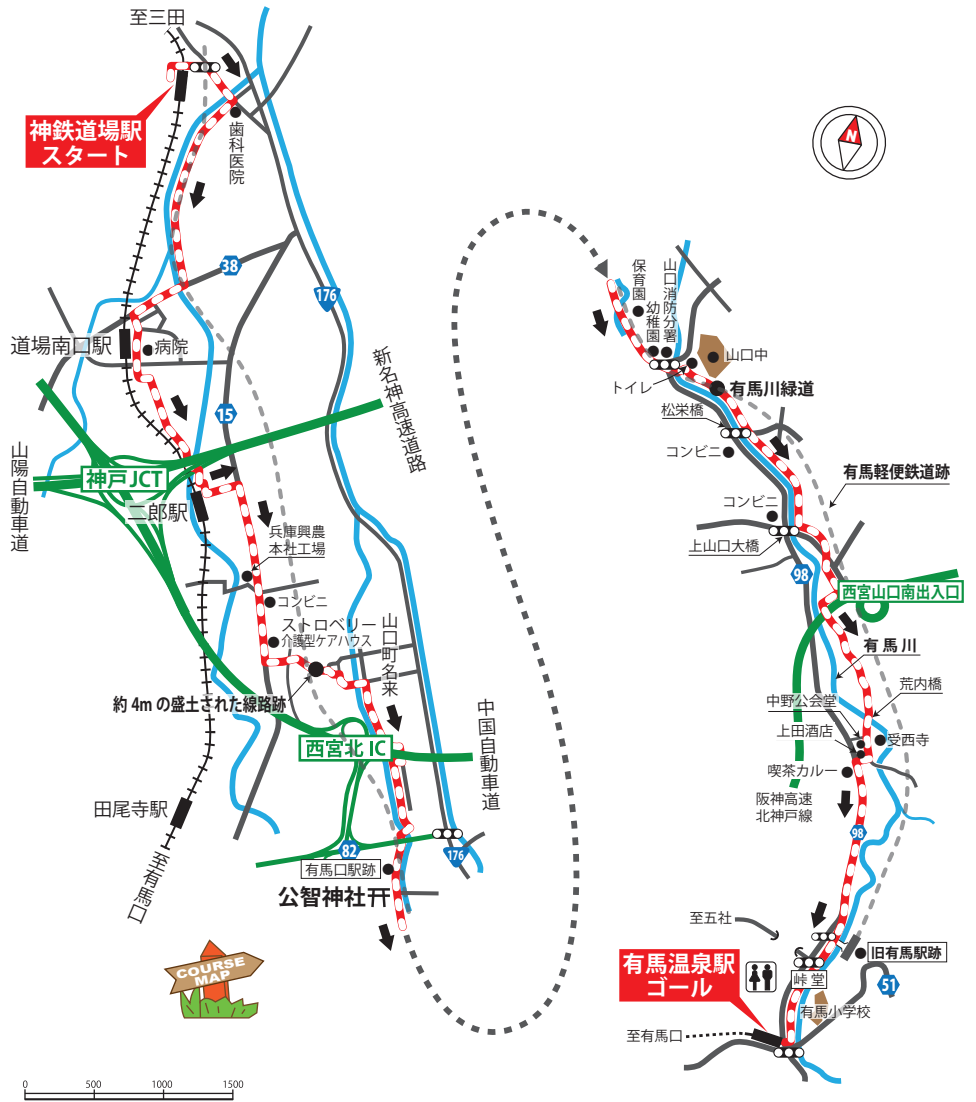 至三田
神鉄道場駅
スタート
歯科医院
38
176
道場南口駅
病院
新名神高速道路
15
山陽自動車道
神戸JCT
二郎駅
兵庫興農
本社工場
コンビニ
ストロベリー
介護型ケアハウス
山口町名来
約4mの盛土された線路跡
西宮北IC
中国自動車道
田尾寺駅
82
176
至有馬口
有馬口駅跡
公智神社
COURSE
MAP
0 500 1000 1500
N
保育園
幼稚園
山口消防分署
山口中
トイレ
有馬川緑道
松栄橋
コンビニ
有馬軽便鉄道跡
コンビニ
上山口大橋
98
西宮山口南出入口
有馬川
荒内橋
中野公会堂
上田酒店
受西寺
喫茶カルー
阪神高速
北神戸線
98
至五社
旧有馬駅跡
有馬温泉駅
ゴール
峠堂
51
有馬小学校
至有馬口